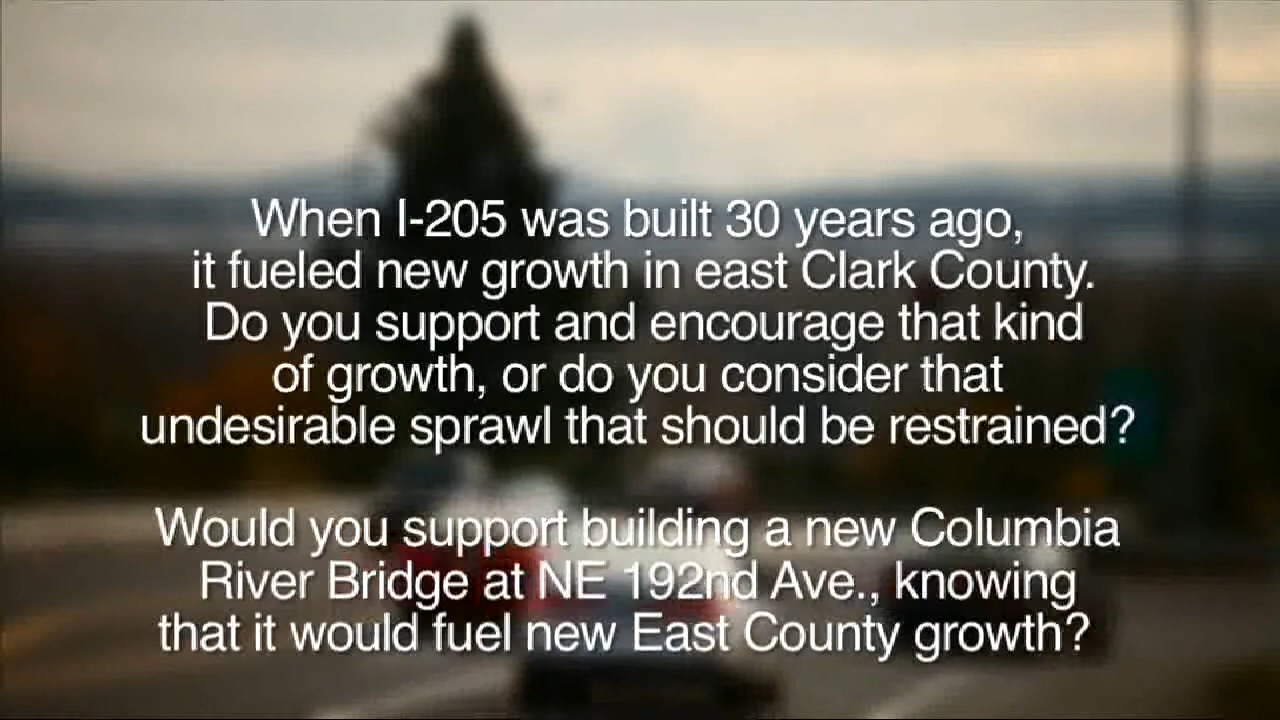 When I-205 was built 30 years ago,
it fueled new growth in east Clark County.
Do you support and encourage that kind
of growth, or do you consider that
undesirable sprawl that should be restrained?
Would you support building a new Columbia
River Bridge at NE 192nd Ave., knowing
that it would fuel new East County growth?